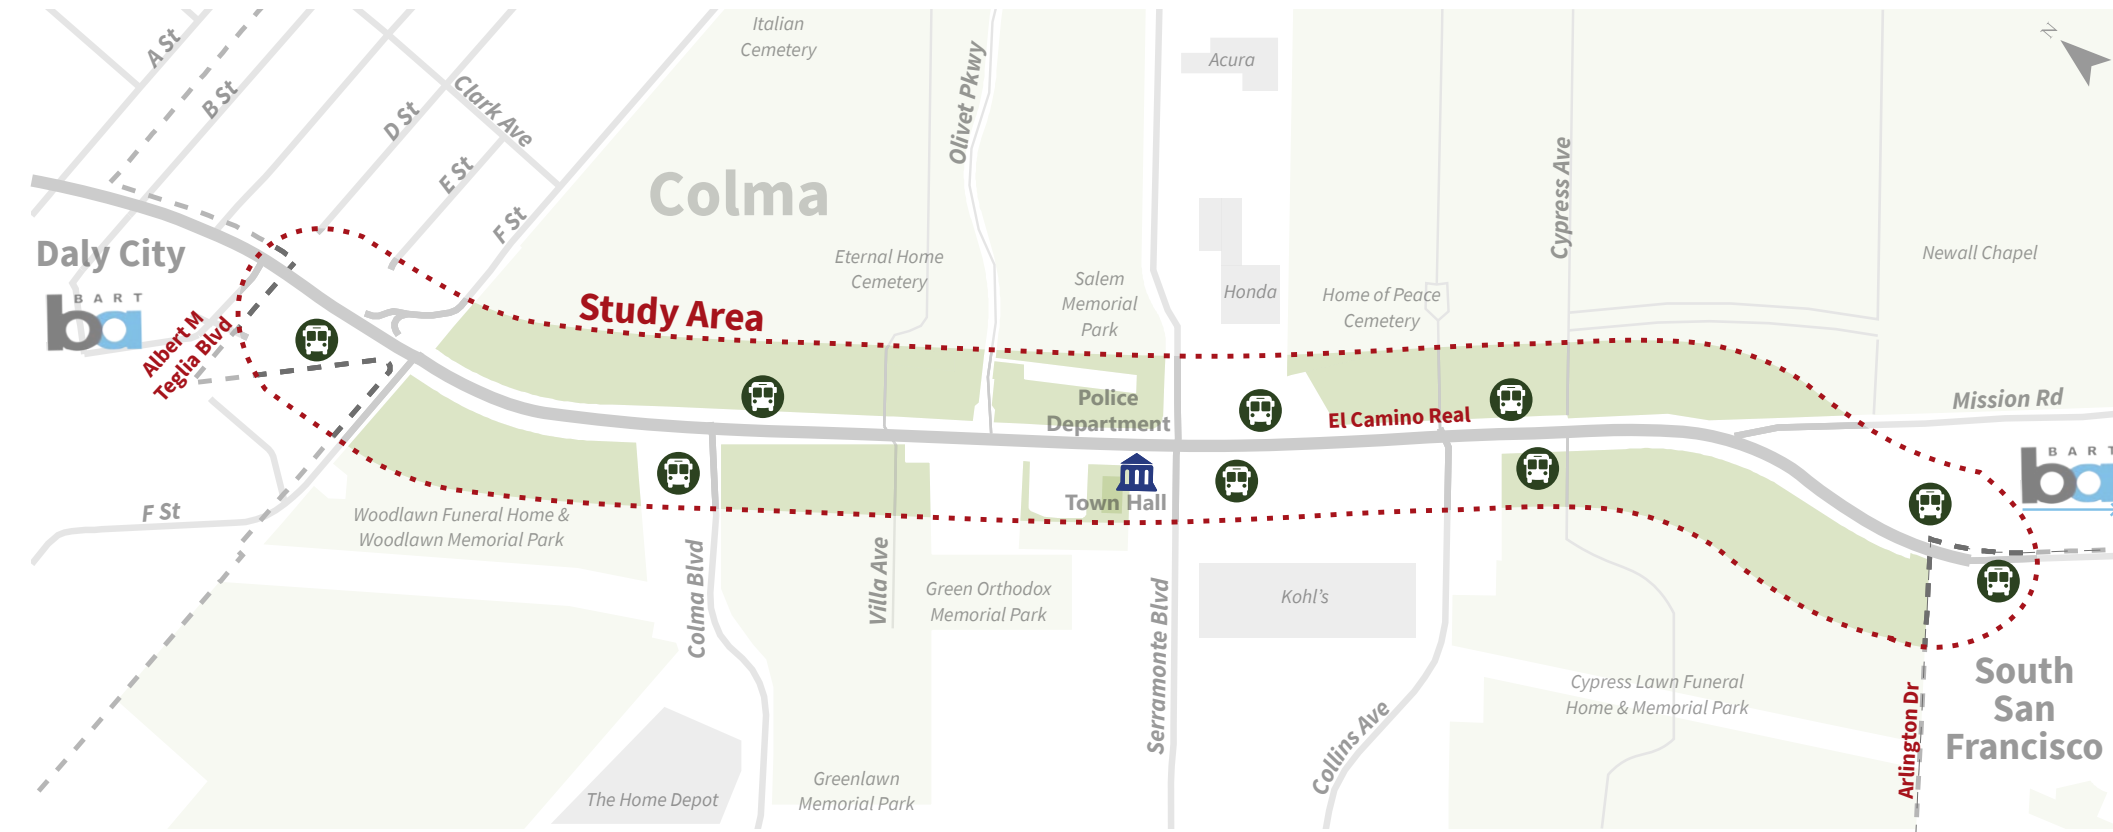 Italian
Cemetery
A St
B St
D St
Clark Ave
E St
F St
Olivet Pkwy
Acura
N
Colma
Cypress Ave
Daly City
BART
ba
Albert M
Teglia Blvd
Study Area
Eternal Home
Cemetery
Salem
Memorial
Park
Honda
Home of Peace
Cemetery
Newall Chapel
Police
Department
El Camino Real
Mission Rd
BART
ba
Town Hall
F St
Woodlawn Funeral Home &
Woodlawn Memorial Park
Colma Blvd
Villa Ave
Green Orthodox
Memorial Park
Serramonte Blvd
Kohl’s
Collins Ave
Cypress Lawn Funeral
Home & Memorial Park
Arlington Dr
South
San
Francisco
The Home Depot
Greenlawn
Memorial Park